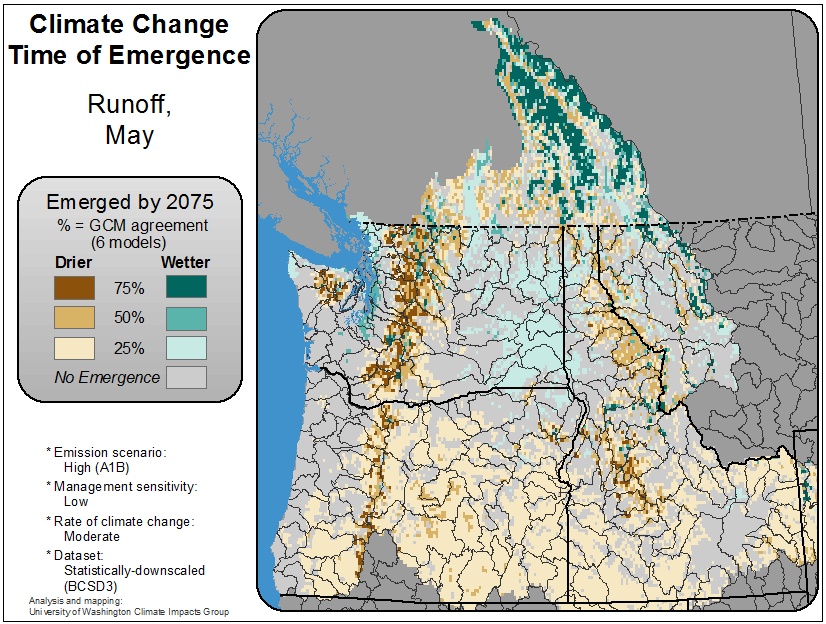 Climate Change
Time of Emergence
Runoff,
May
Emerged by 2075
% = GCM agreement
(6 models)
Drier Wetter
75%
50%
25%
No Emergence
* Emission scenario:
High (A1B)
* Management sensitivity:
Low
* Rate of climate change:
Moderate
* Dataset:
Statistically-downscaled
(BCSD3)
Analysis and mapping:
University of Washington Climate Impacts Group